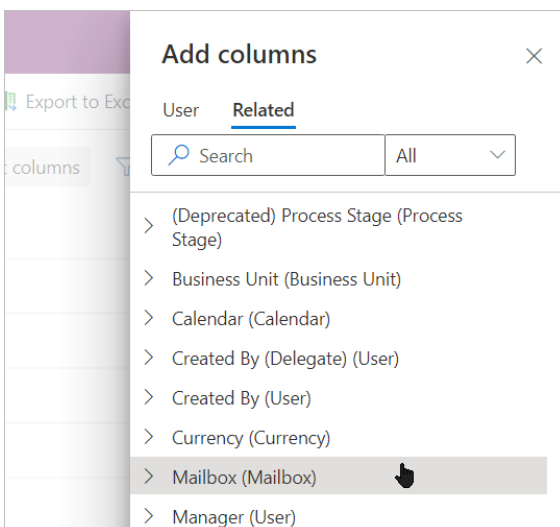 Add columns
User
Related
Export to Exc
Search
All
columns
(Deprecated) Process Stage (Process
Stage)
Business Unit (Business Unit)
Calendar (Calendar)
Created By (Delegate) (User)
Created By (User)
Currency (Currency)
Mailbox (Mailbox)
Manager (User)